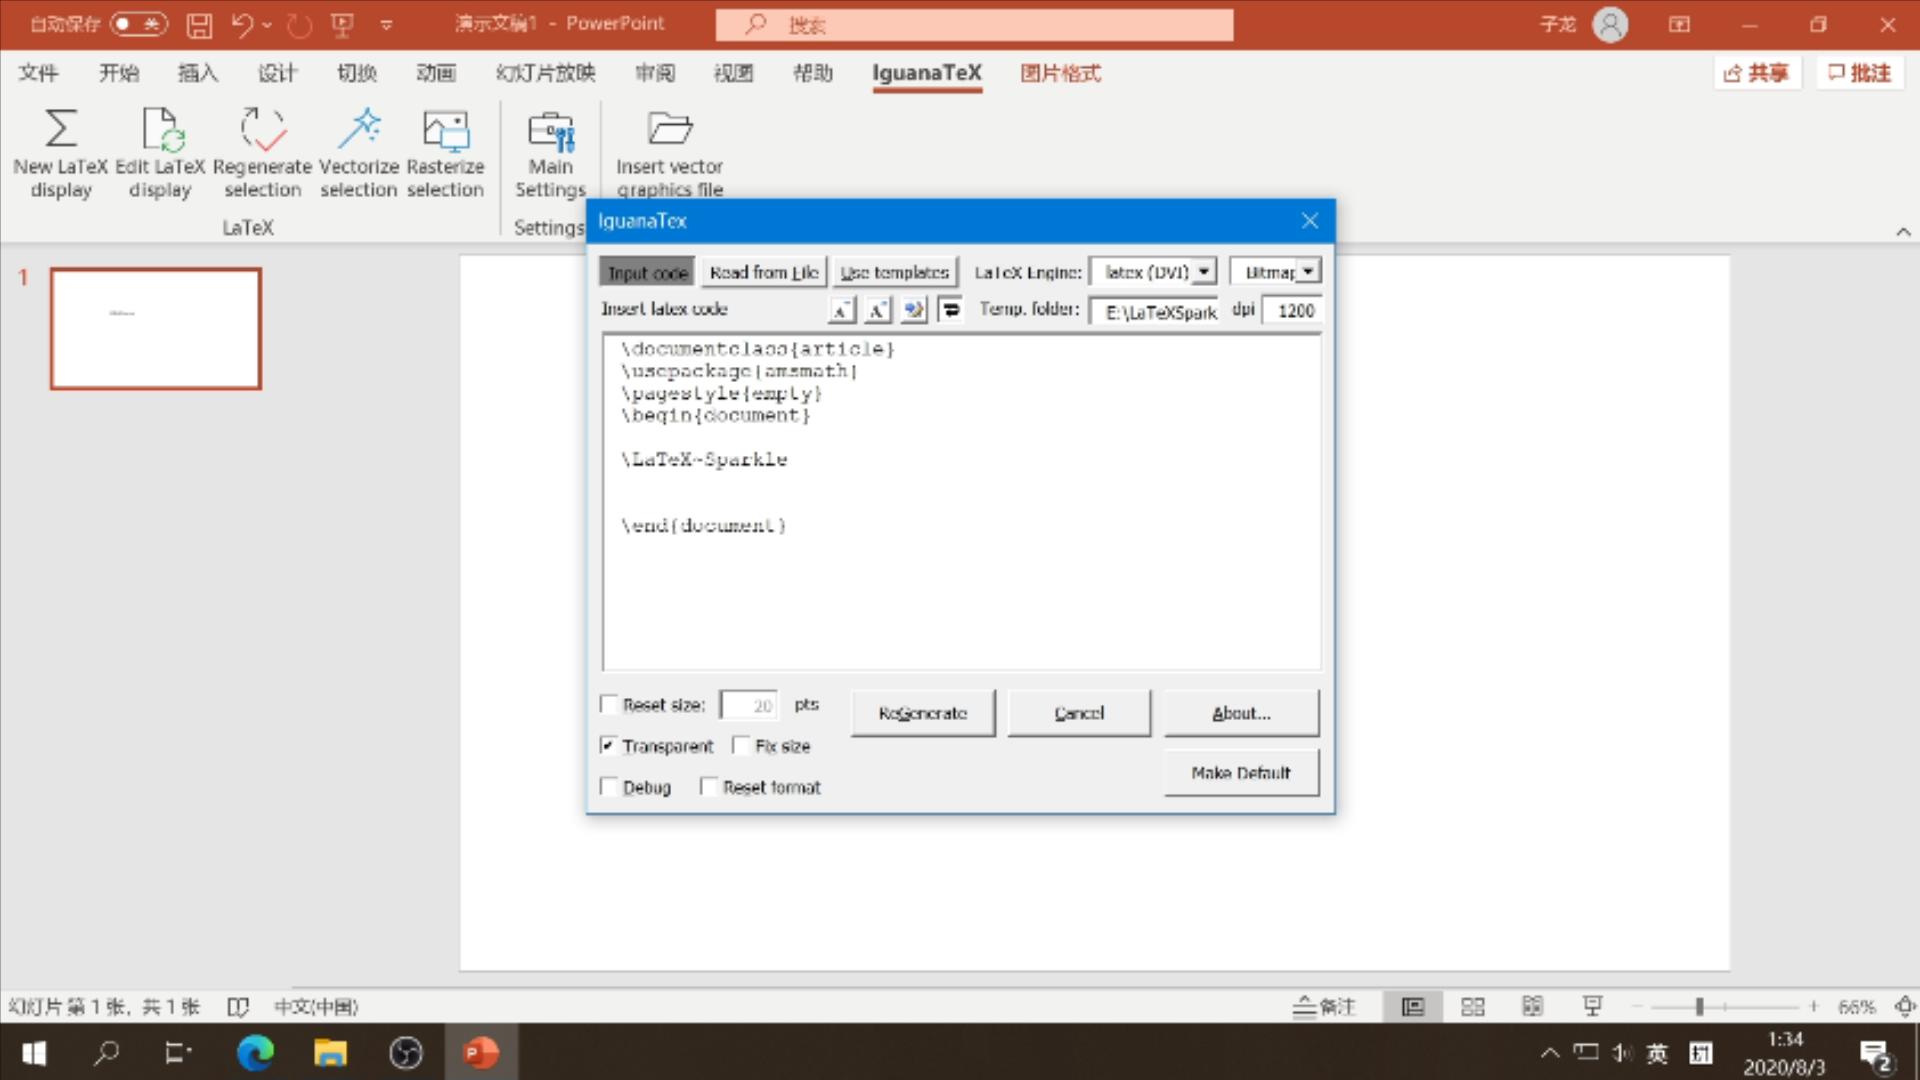 自动保存 关 演示文稿1 - PowerPoint 搜索 子龙
文件 开始 插入 设计 切换 动画 幻灯片放映 审阅 视图 帮助 IguanaTeX 图片格式 共享 批注
New LaTeX display
Edit LaTeX display
Regenerate selection
Vectorize selection
Rasterize selection
Main Settings
Insert vector graphics file
LaTeX Settings
IguanaTex
Input code Read from File Use templates LaTeX Engine: latex (DVI) Bitmap
Insert latex code A A Temp. folder: E:\LaTeXSpark dpi 1200
\documentclass{article}
\usepackage{amsmath}
\pagestyle{empty}
\begin{document}
\LaTeX~Sparkle
\end{document}
Reset size: 20 pts ReGenerate Cancel About...
Transparent Fix size
Make Default
Debug Reset format
1
幻灯片 第 1 张，共 1 张 中文(中国) 备注 66%
P 英 拼 1:34
2020/8/3 2